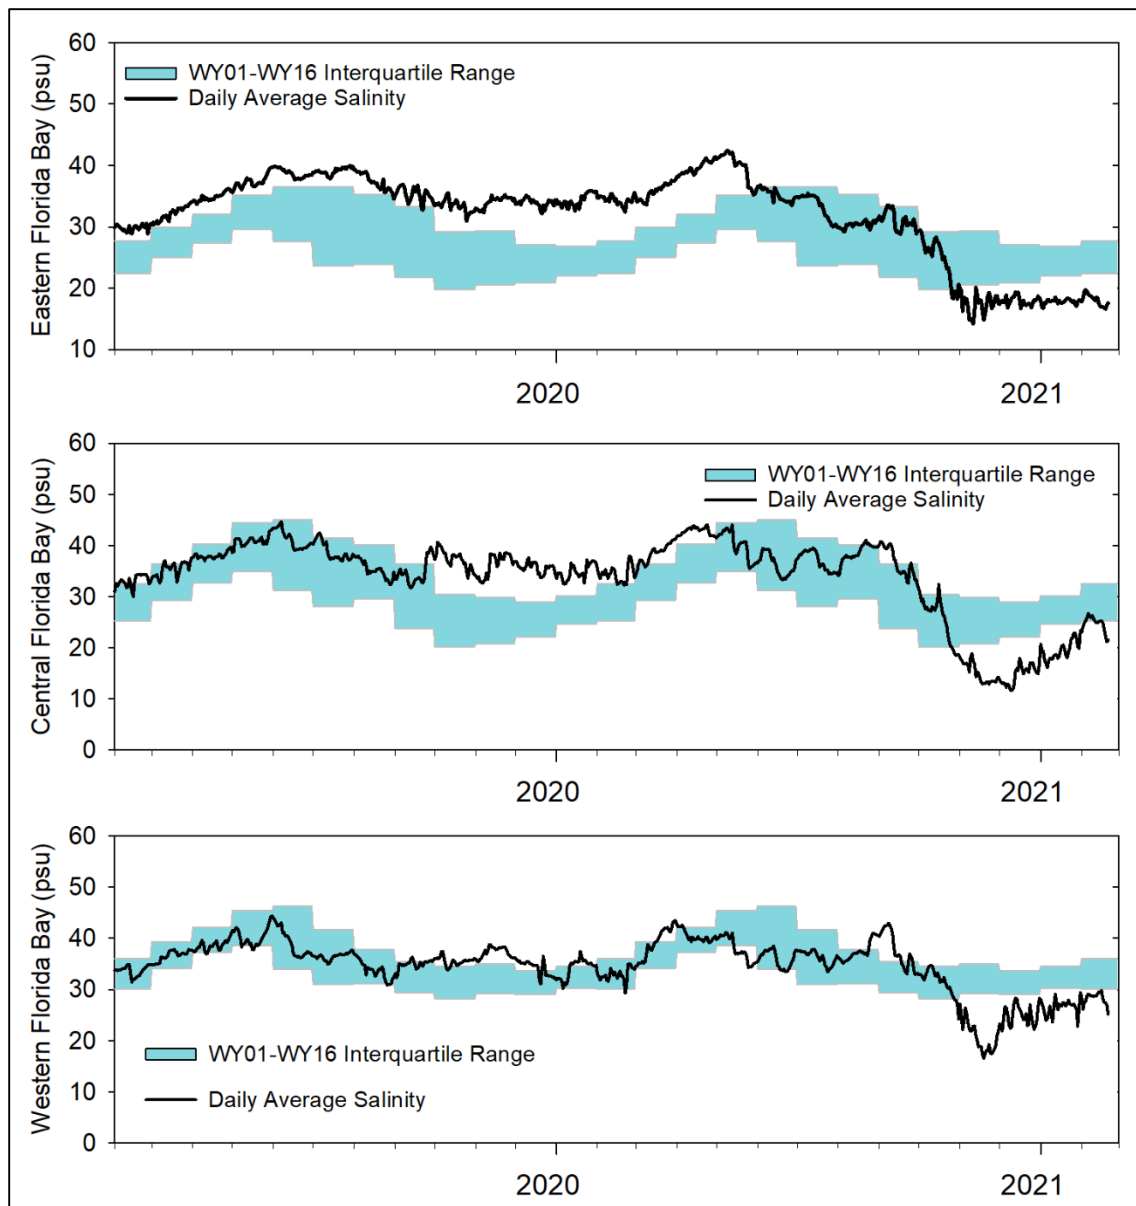 Eastern Florida Bay (psu)
60
50
40
30
20
10
WY01-WY16 Interquartile Range
Daily Average Salinity
2020 2021
Central Florida Bay (psu)
60
50
40
30
20
10
0
WY01-WY16 Interquartile Range
Daily Average Salinity
2020 2021
Western Florida Bay (psu)
60
50
40
30
20
10
0
WY01-WY16 Interquartile Range
Daily Average Salinity
2020 2021